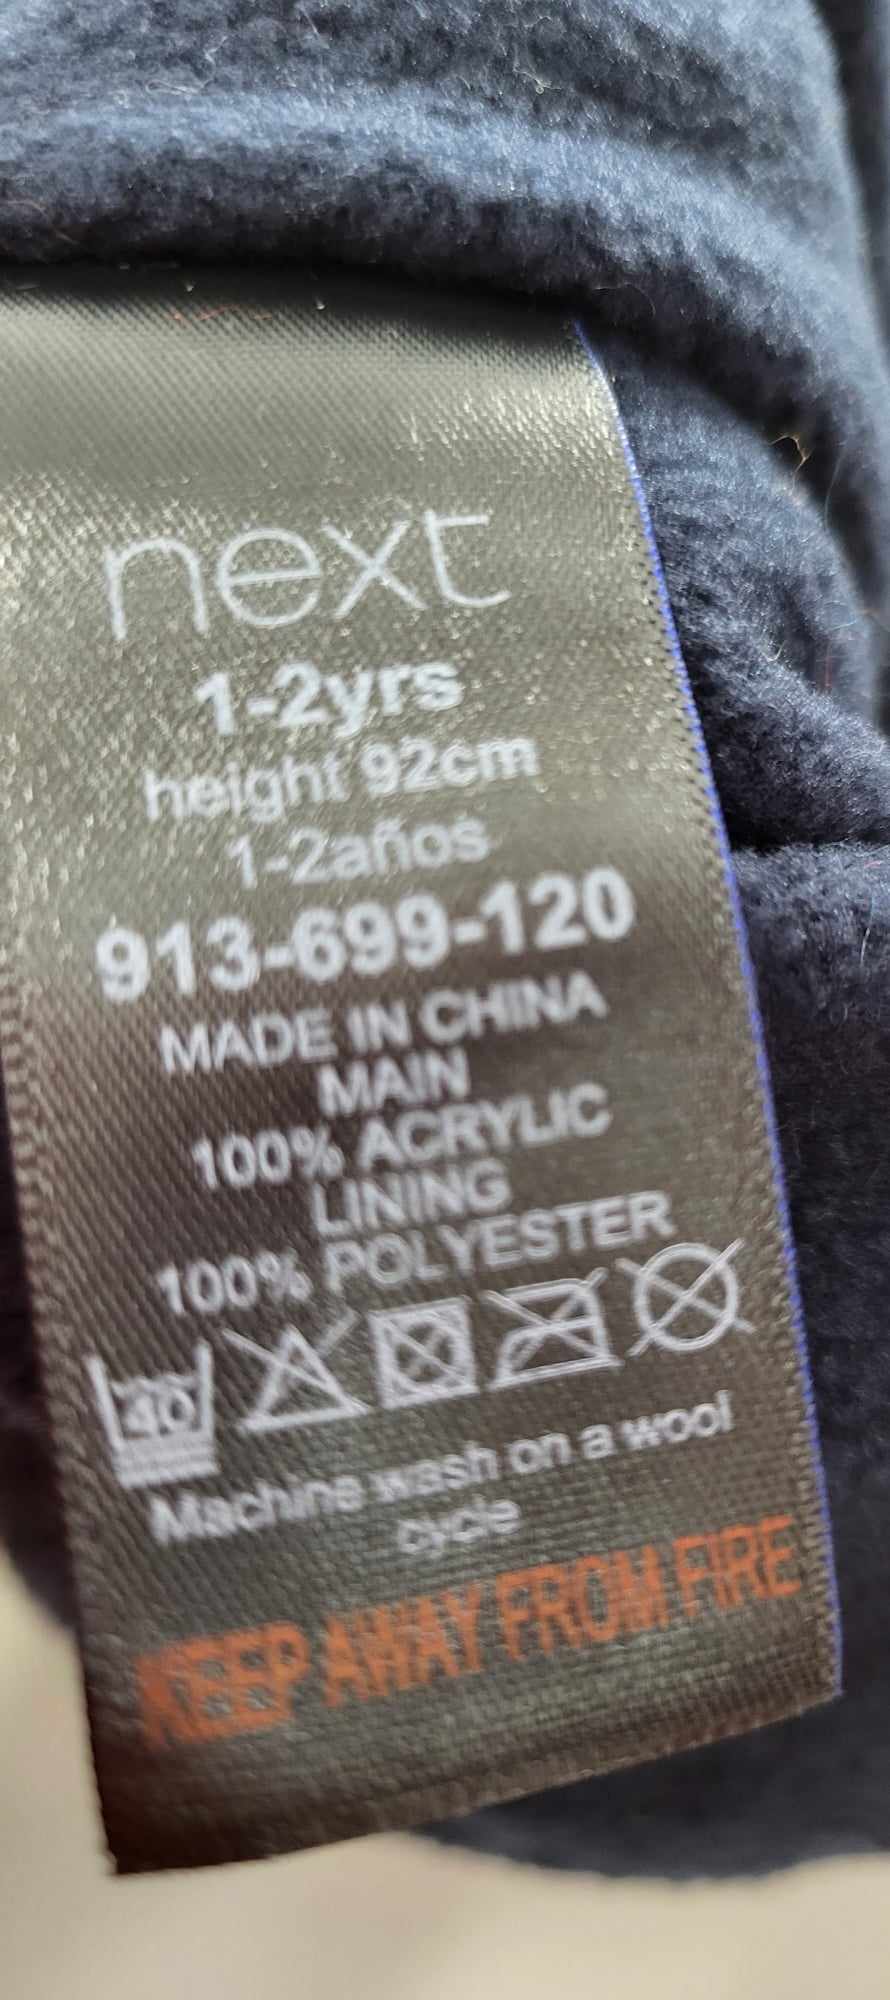 next
1-2yrs
height 92cm
1-2años
913-699-120
MADE IN CHINA
MAIN
100% ACRYLIC
LINING
100% POLYESTER
40
Machine wash on a wool
cycle
KEEP AWAY FROM FIRE